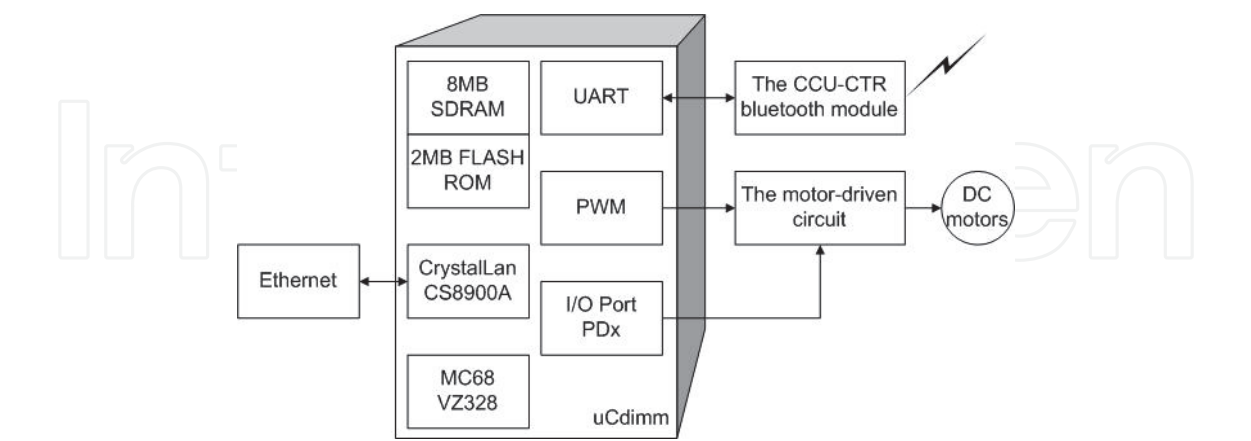 8MB
SDRAM
2MB FLASH
ROM
CrystalLan
CS8900A
MC68
VZ328
UART
PWM
I/O Port
PDx
uCdimm
Ethernet
The CCU-CTR
bluetooth module
The motor-driven
circuit
DC
motors